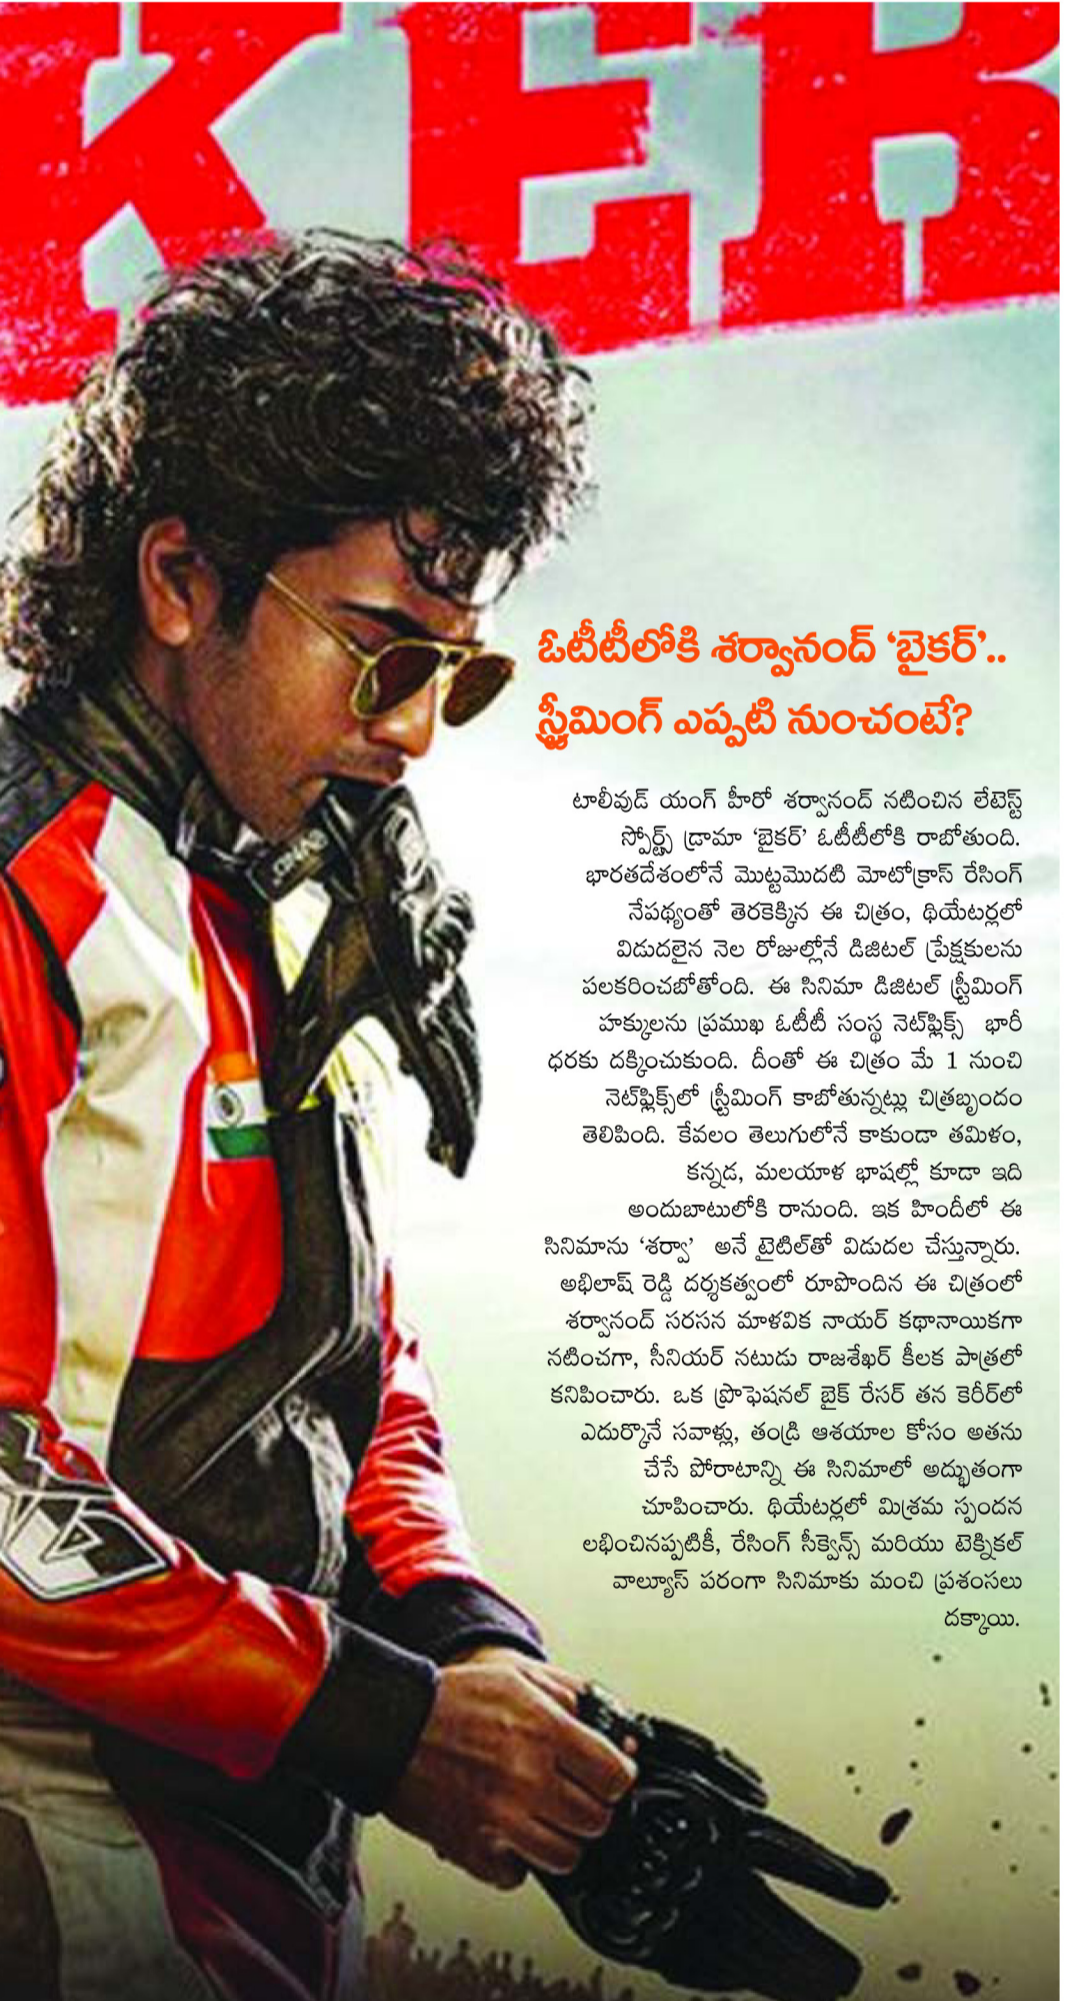 KER
ఓటీటీలోకి శర్వానంద్ ‘బైకర్’..
స్ట్రీమింగ్ ఎప్పటి నుంచంటే?
టాలీవుడ్ యంగ్ హీరో శర్వానంద్ నటించిన లేటెస్ట్
స్పోర్ట్స్ డ్రామా ‘బైకర్’ ఓటీటీలోకి రాబోతుంది.
భారతదేశంలోనే మొట్టమొదటి మోటోక్రాస్ రేసింగ్
నేపథ్యంతో తెరకెక్కిన ఈ చిత్రం, థియేటర్లలో
విడుదలైన నెల రోజుల్లోనే డిజిటల్ ప్రేక్షకులను
పలకరించబోతోంది. ఈ సినిమా డిజిటల్ స్ట్రీమింగ్
హక్కులను ప్రముఖ ఓటీటీ సంస్థ నెట్‌ఫ్లిక్స్ భారీ
ధరకు దక్కించుకుంది. దీంతో ఈ చిత్రం మే 1 నుంచి
నెట్‌ఫ్లిక్స్‌లో స్ట్రీమింగ్ కాబోతున్నట్లు చిత్రబృందం
తెలిపింది. కేవలం తెలుగులోనే కాకుండా తమిళం,
కన్నడ, మలయాళ భాషల్లో కూడా ఇది
అందుబాటులోకి రానుంది. ఇక హిందీలో ఈ
సినిమాను ‘శర్వా’ అనే టైటిల్‌తో విడుదల చేస్తున్నారు.
అభిలాష్ రెడ్డి దర్శకత్వంలో రూపొందిన ఈ చిత్రంలో
శర్వానంద్ సరసన మాళవిక నాయర్ కథానాయికగా
నటించగా, సీనియర్ నటుడు రాజశేఖర్ కీలక పాత్రలో
కనిపించారు. ఒక ప్రొఫెషనల్ బైక్ రేసర్ తన కెరీర్‌లో
ఎదుర్కొనే సవాళ్లు, తండ్రి ఆశయాల కోసం అతను
చేసే పోరాటాన్ని ఈ సినిమాలో అద్భుతంగా
చూపించారు. థియేటర్లలో మిశ్రమ స్పందన
లభించినప్పటికీ, రేసింగ్ సీక్వెన్స్ మరియు టెక్నికల్
వాల్యూస్ పరంగా సినిమాకు మంచి ప్రశంసలు
దక్కాయి.